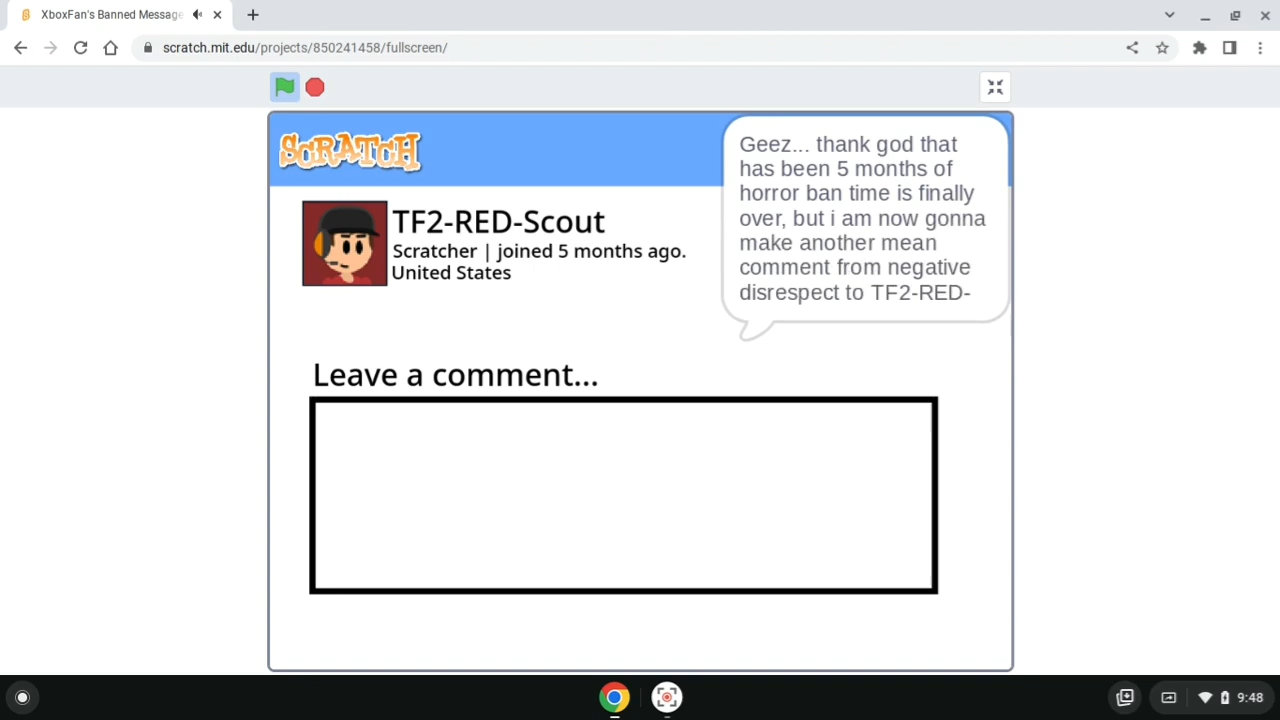 XboxFan's Banned Message
scratch.mit.edu/projects/850241458/fullscreen/
SCRATCH
Geez... thank god that
has been 5 months of
horror ban time is finally
over, but i am now gonna
make another mean
comment from negative
disrespect to TF2-RED-
TF2-RED-Scout
Scratcher | joined 5 months ago.
United States
Leave a comment...
9:48